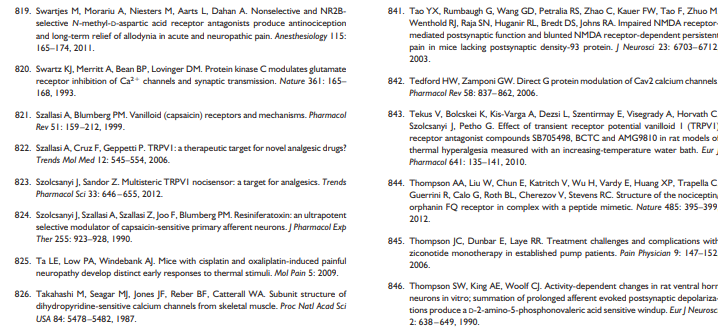 819. Swartjes M, Morariu A, Niesters M, Aarts L, Dahan A. Nonselective and NR2B-
selective N-methyl-D-aspartic acid receptor antagonists produce antinociception
and long-term relief of allodynia in acute and neuropathic pain. Anesthesiology 115:
165–174, 2011.
820. Swartz KJ, Merritt A, Bean BP, Lovinger DM. Protein kinase C modulates glutamate
receptor inhibition of Ca2+ channels and synaptic transmission. Nature 361: 165–
168, 1993.
821. Szallasi A, Blumberg PM. Vanilloid (capsaicin) receptors and mechanisms. Pharmacol
Rev 51: 159–212, 1999.
822. Szallasi A, Cruz F, Geppetti P. TRPV1: a therapeutic target for novel analgesic drugs?
Trends Mol Med 12: 545–554, 2006.
823. Szolcsanyi J, Sandor Z. Multisteric TRPV1 nocisensor: a target for analgesics. Trends
Pharmacol Sci 33: 646–655, 2012.
824. Szolcsanyi J, Szallasi A, Szallasi Z, Joo F, Blumberg PM. Resiniferatoxin: an ultrapotent
selective modulator of capsaicin-sensitive primary afferent neurons. J Pharmacol Exp
Ther 255: 923–928, 1990.
825. Ta LE, Low PA, Windebank AJ. Mice with cisplatin and oxaliplatin-induced painful
neuropathy develop distinct early responses to thermal stimuli. Mol Pain 5: 2009.
826. Takahashi M, Seagar MJ, Jones JF, Reber BF, Catterall WA. Subunit structure of
dihydropyridine-sensitive calcium channels from skeletal muscle. Proc Natl Acad Sci
USA 84: 5478–5482, 1987.
841. Tao YX, Rumbaugh G, Wang GD, Petralia RS, Zhao C, Kauer FW, Tao F, Zhuo M
Wenthold RJ, Raja SN, Huganir RL, Bredt DS, Johns RA. Impaired NMDA receptor-
mediated postsynaptic function and blunted NMDA receptor-dependent persistent
pain in mice lacking postsynaptic density-93 protein. J Neurosci 23: 6703–6712
2003.
842. Tedford HW, Zamponi GW. Direct G protein modulation of Cav2 calcium channels
Pharmacol Rev 58: 837–862, 2006.
843. Tekus V, Bolcskei K, Kis-Varga A, Dezsi L, Szentirmay E, Visegrady A, Horvath C
Szolcsanyi J, Petho G. Effect of transient receptor potential vanilloid 1 (TRPV1)
receptor antagonist compounds SB705498, BCTC and AMG9810 in rat models of
thermal hyperalgesia measured with an increasing-temperature water bath. Eur J
Pharmacol 641: 135–141, 2010.
844. Thompson AA, Liu W, Chun E, Katritch V, Wu H, Vardy E, Huang XP, Trapella C
Guerrini R, Calo G, Roth BL, Cherezov V, Stevens RC. Structure of the nociceptin/
orphanin FQ receptor in complex with a peptide mimetic. Nature 485: 395–399
2012.
845. Thompson JC, Dunbar E, Laye RR. Treatment challenges and complications with
ziconotide monotherapy in established pump patients. Pain Physician 9: 147–152
2006.
846. Thompson SW, King AE, Woolf CJ. Activity-dependent changes in rat ventral horn
neurons in vitro; summation of prolonged afferent evoked postsynaptic depolariza-
tions produce a D-2-amino-5-phosphonovaleric acid sensitive windup. Eur J Neurosc
2: 638–649, 1990.